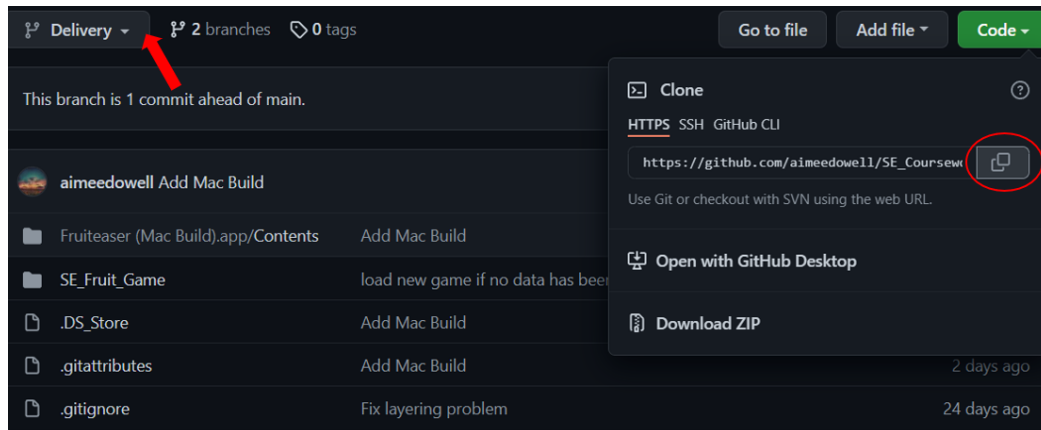 Delivery 2 branches 0 tags Go to file Add file Code
This branch is 1 commit ahead of main.
Clone
HTTPS SSH GitHub CLI
https://github.com/aimeedowell/SE_Coursewo
Use Git or checkout with SVN using the web URL.
Open with GitHub Desktop
Download ZIP
aimeedowell Add Mac Build
Fruiteaser (Mac Build).app/Contents Add Mac Build
SE_Fruit_Game load new game if no data has been
.DS_Store Add Mac Build
.gitattributes Add Mac Build 2 days ago
.gitignore Fix layering problem 24 days ago